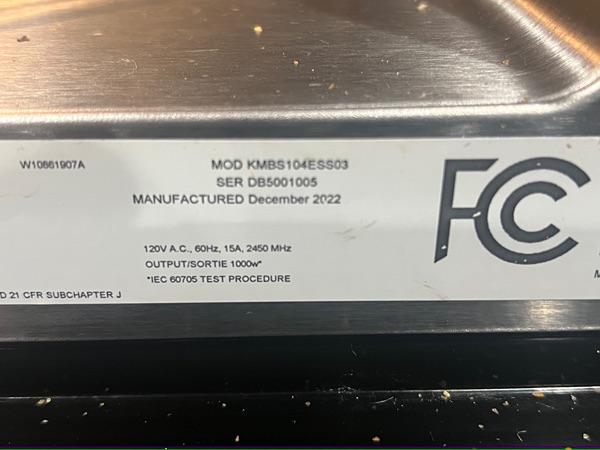 W10861907A
MOD KMBS104ESS03
SER DB5001005
MANUFACTURED December 2022
120V A.C., 60Hz, 15A, 2450 MHz
OUTPUT/SORTIE 1000w*
*IEC 60705 TEST PROCEDURE
D 21 CFR SUBCHAPTER J
FC
M